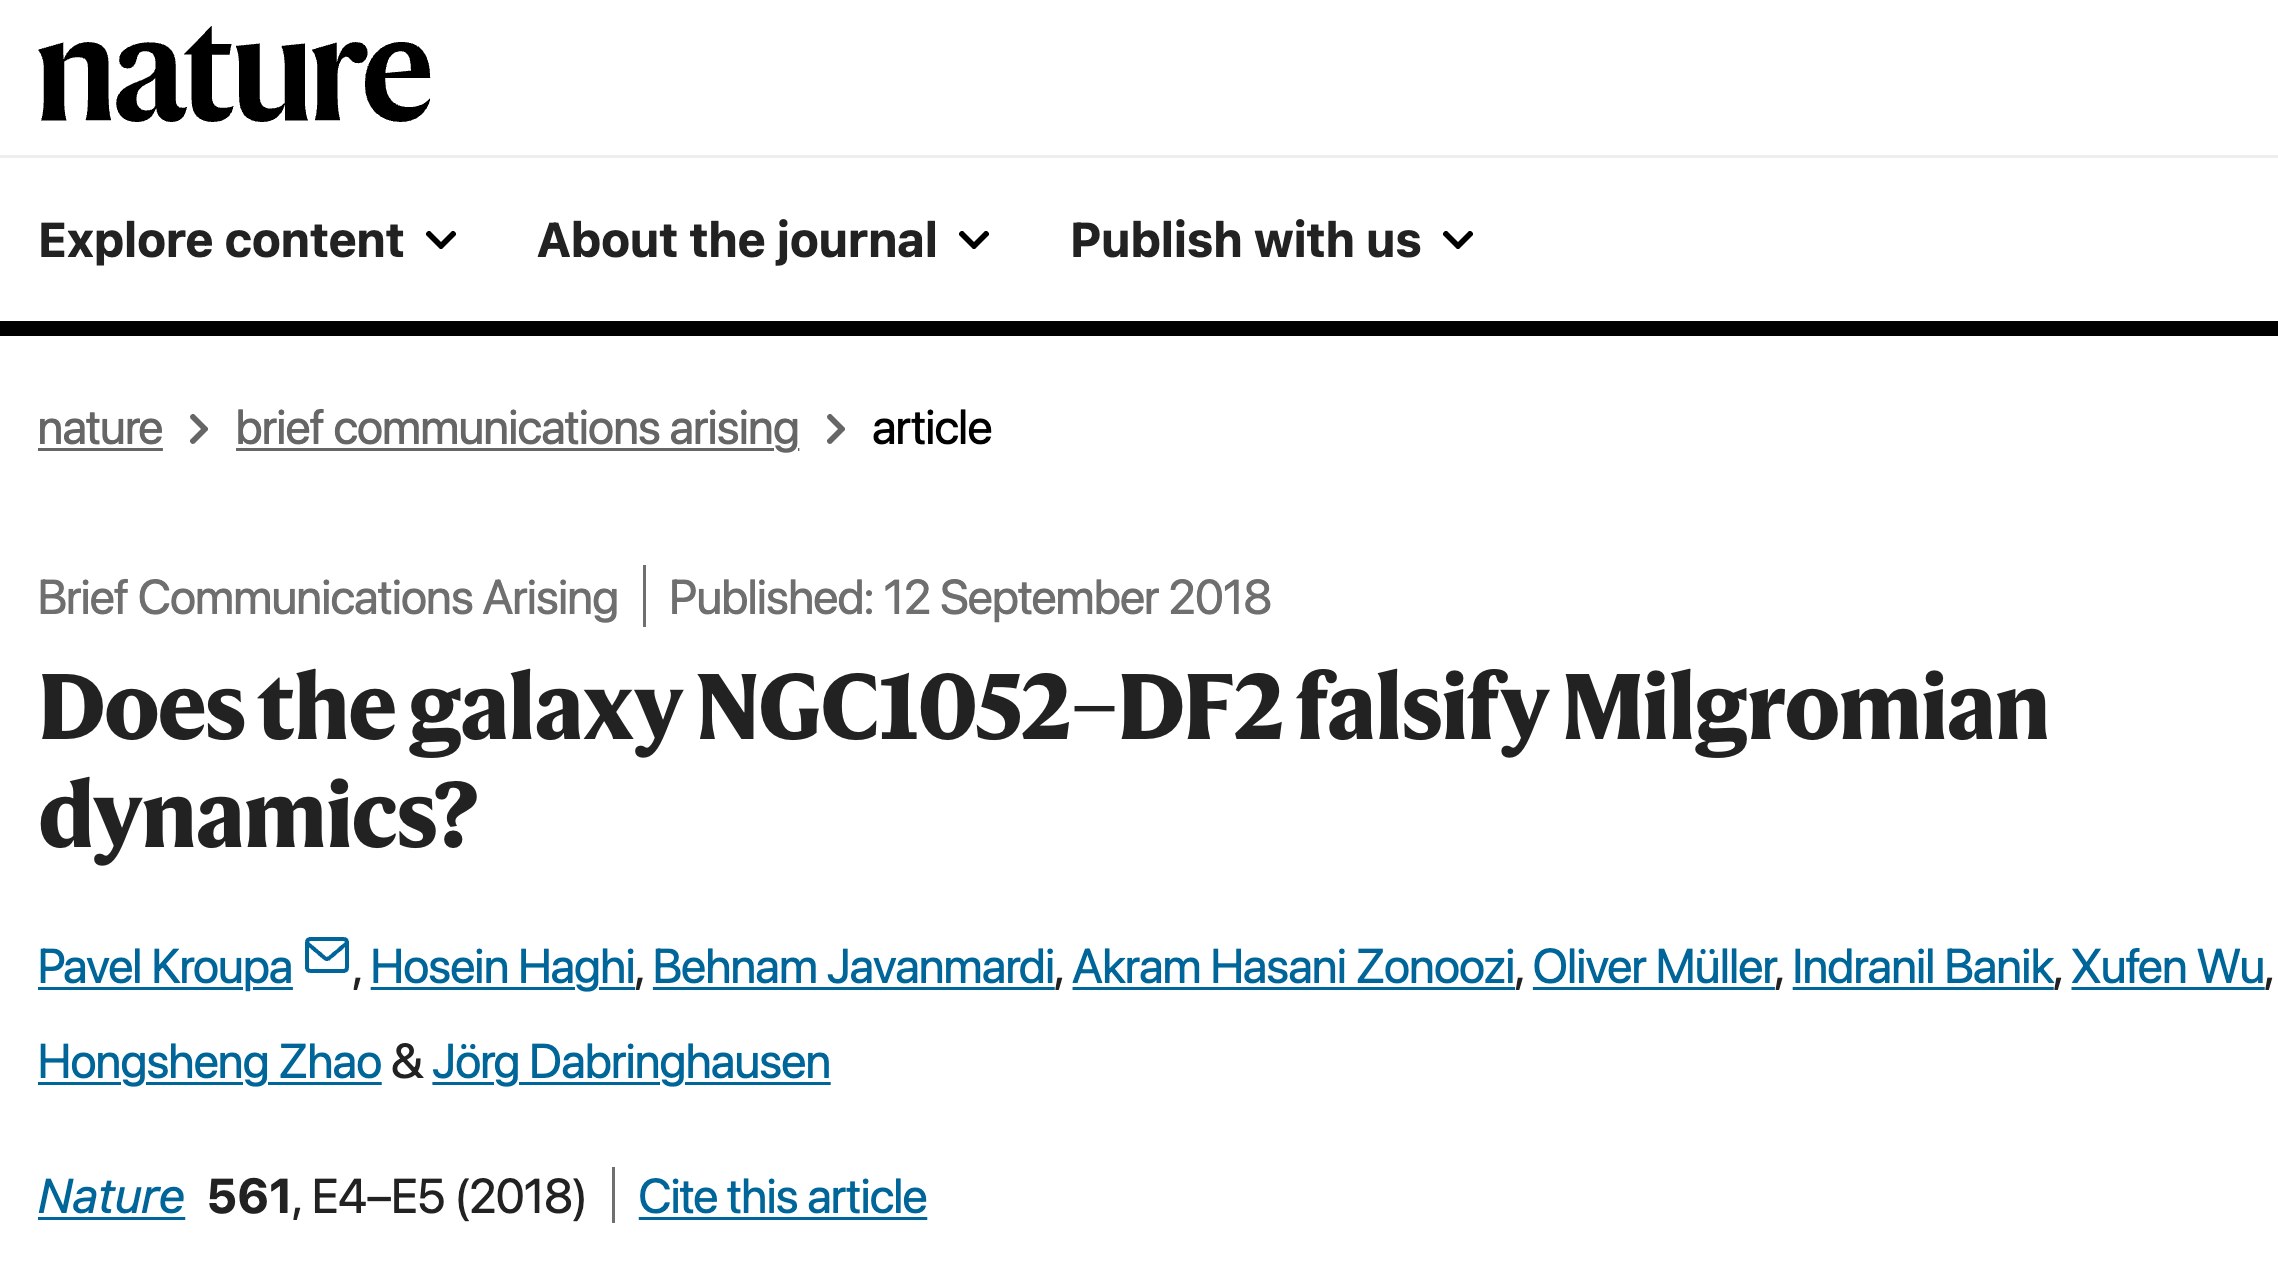 nature
Explore content About the journal Publish with us
nature > brief communications arising > article
Brief Communications Arising | Published: 12 September 2018
Does the galaxy NGC1052–DF2 falsify Milgromian
dynamics?
Pavel Kroupa, Hosein Haghi, Behnam Javanmardi, Akram Hasani Zonoozi, Oliver Müller, Indranil Banik, Xufen Wu,
Hongsheng Zhao & Jörg Dabringhausen
Nature 561, E4–E5 (2018) | Cite this article